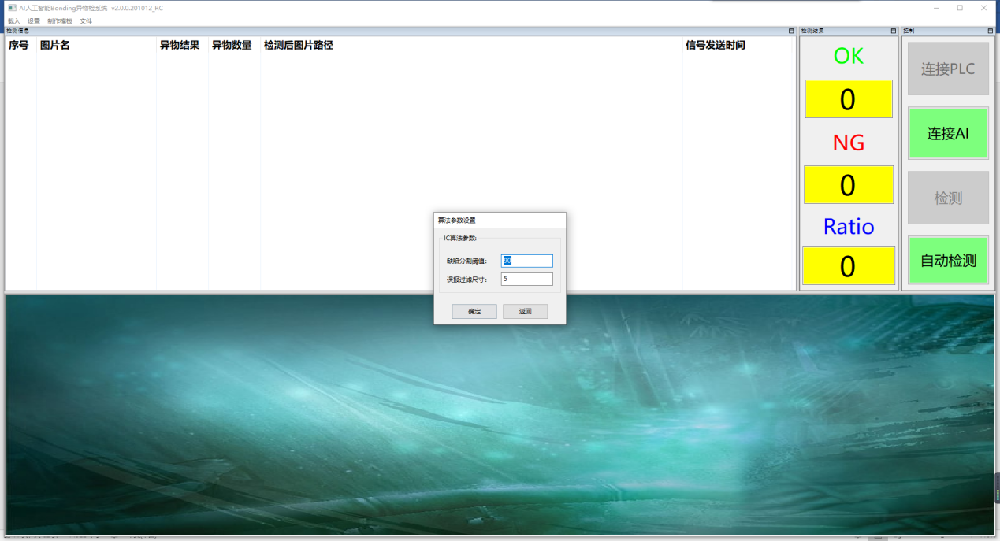 AI人工智能Bonding异物检系统 v2.0.0.201012_RC
载入 设置 制作模板 文件
检测信息
检测结果
控制
序号 图片名 异物结果 异物数量 检测后图片路径 信号发送时间
OK
0
NG
0
Ratio
0
连接PLC
连接AI
检测
自动检测
算法参数设置
IC算法参数:
缺陷分割阈值: 90
误报过滤尺寸: 5
确定 返回